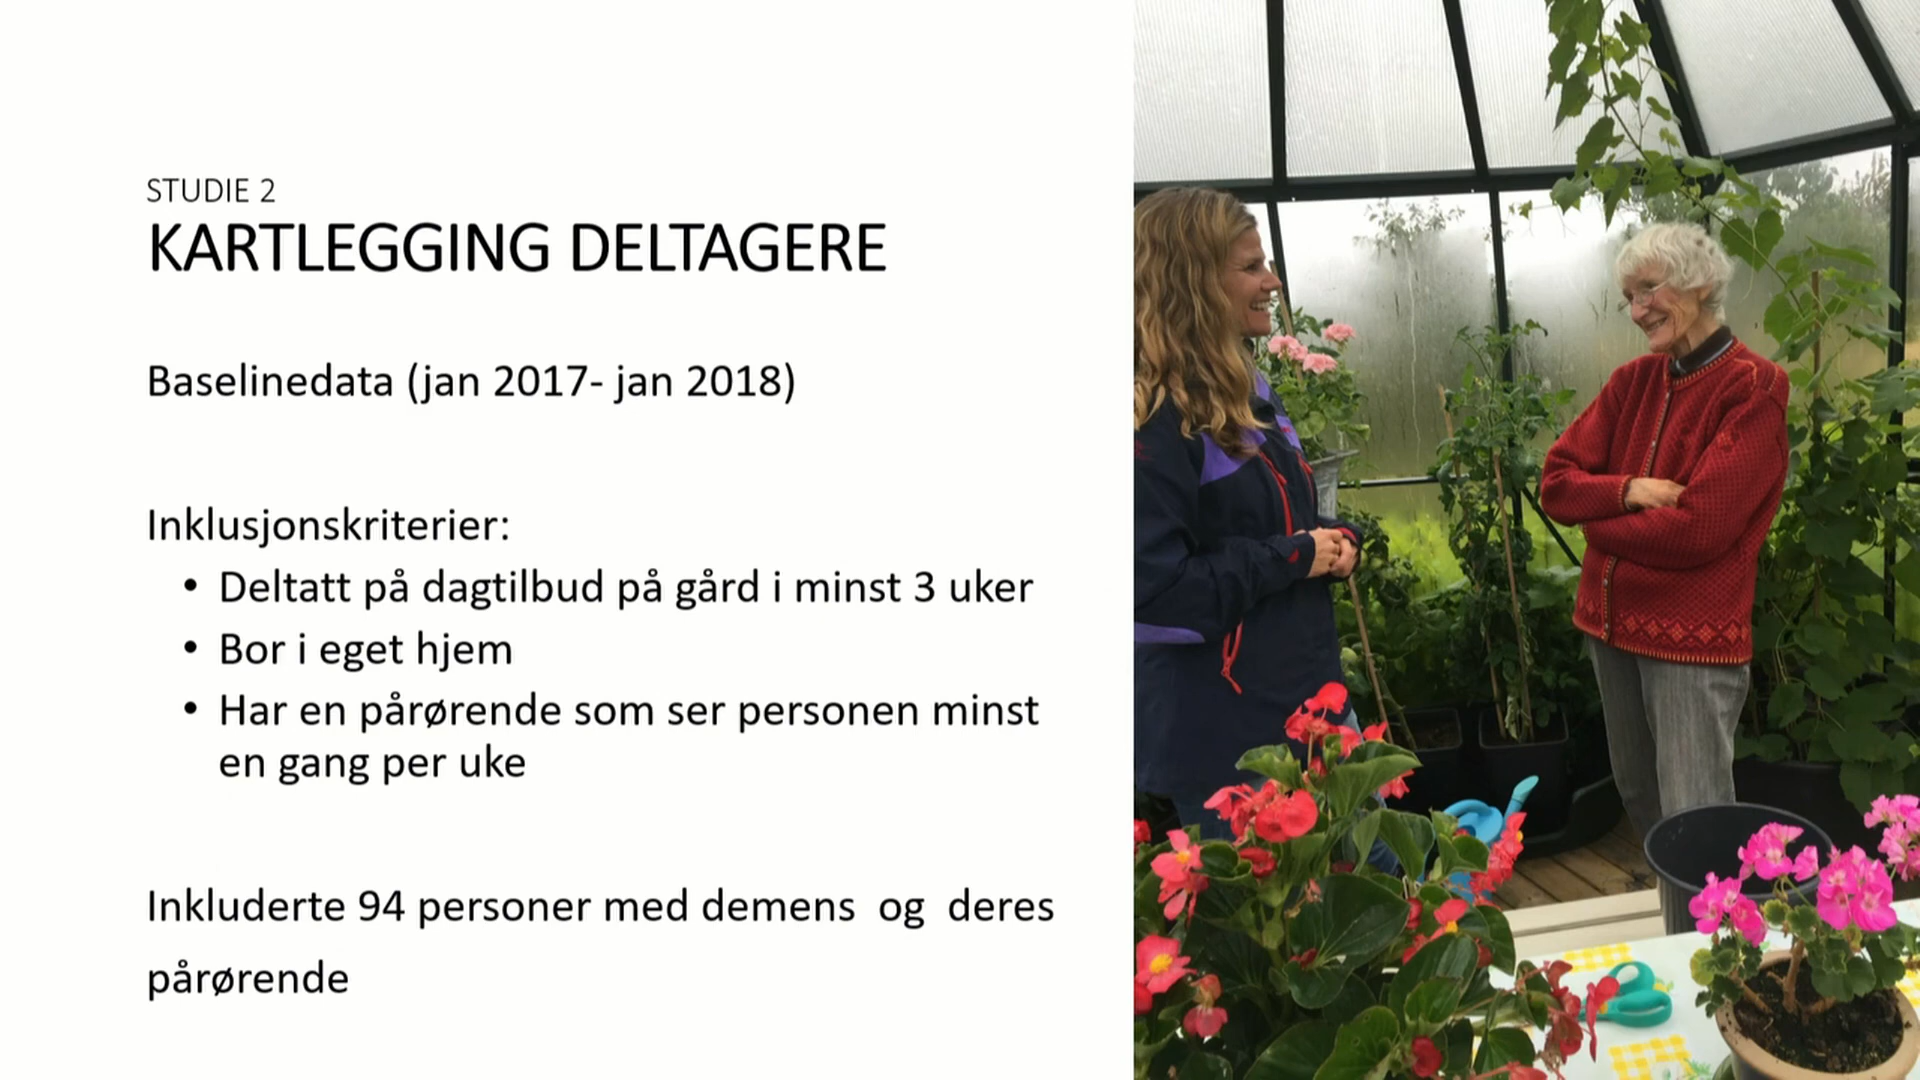 STUDIE 2
KARTLEGGING DELTAGERE
Baselinedata (jan 2017- jan 2018)
Inklusjonskriterier:
• Deltatt på dagtilbud på gård i minst 3 uker
• Bor i eget hjem
• Har en pårørende som ser personen minst
en gang per uke
Inkluderte 94 personer med demens  og  deres
pårørende